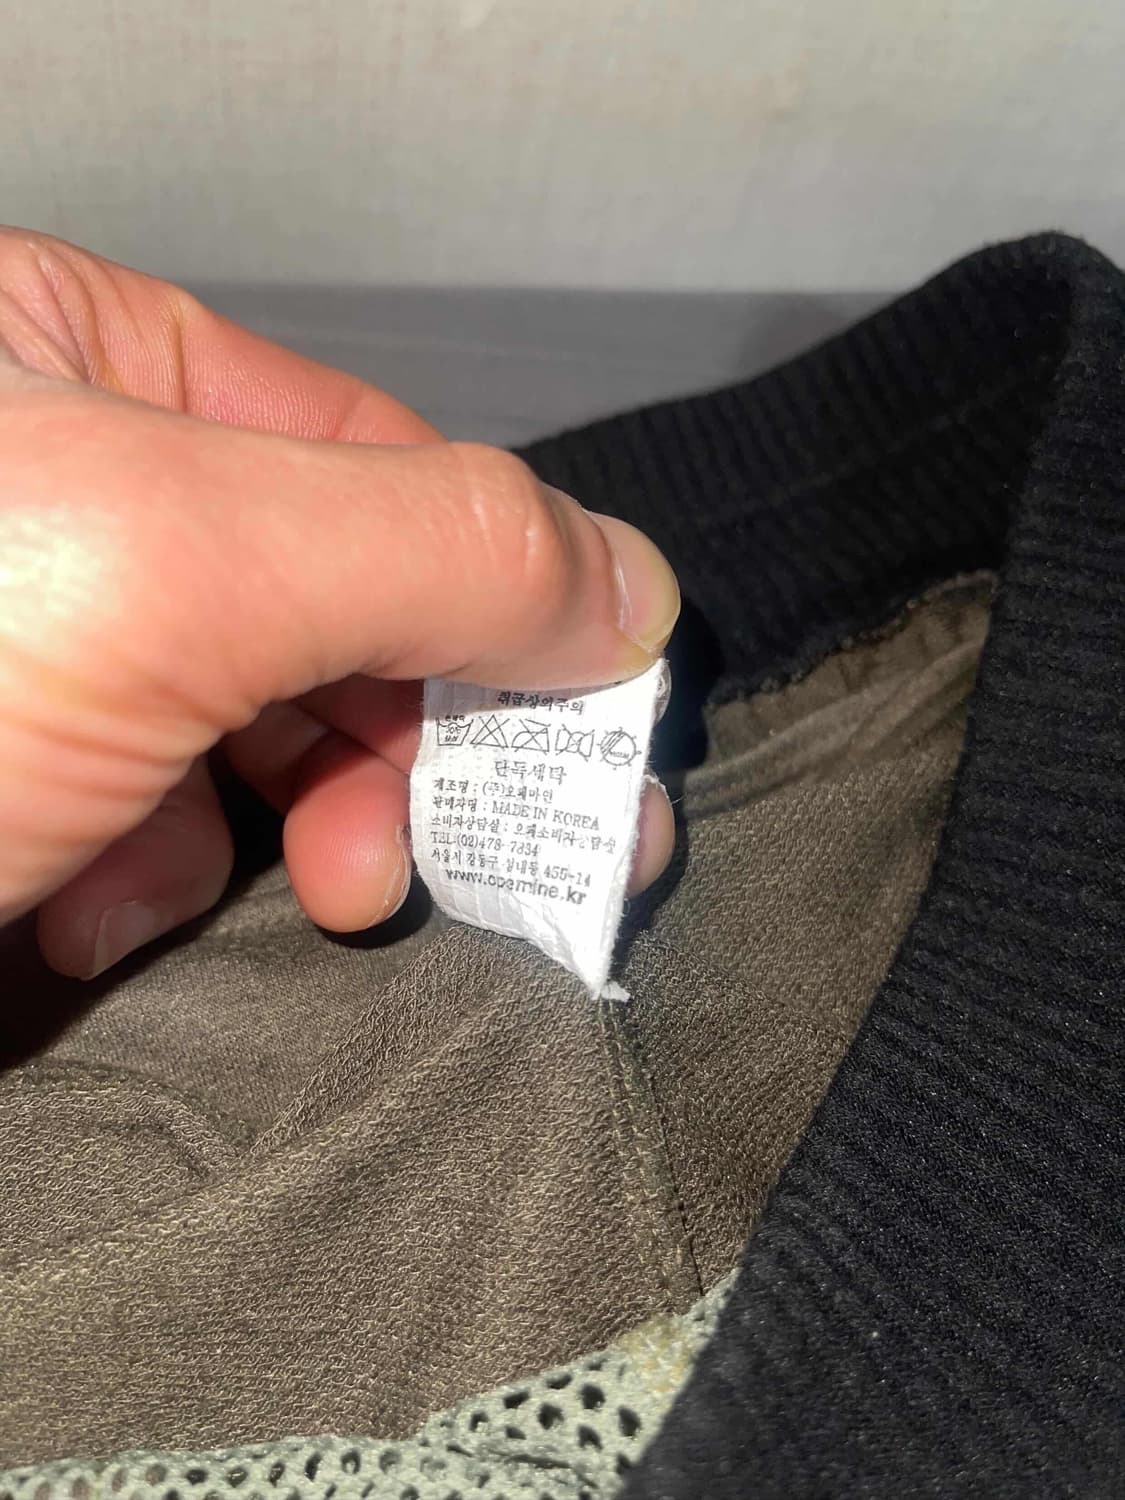 취급상의주의
단독세탁
제조명 : (주)오페마인
판매자명 : MADE IN KOREA
소비자상담실 : 오페소비자상담실
TEL (02)478-7834
서울시 강동구 성내동 455-14
www.opemine.kr